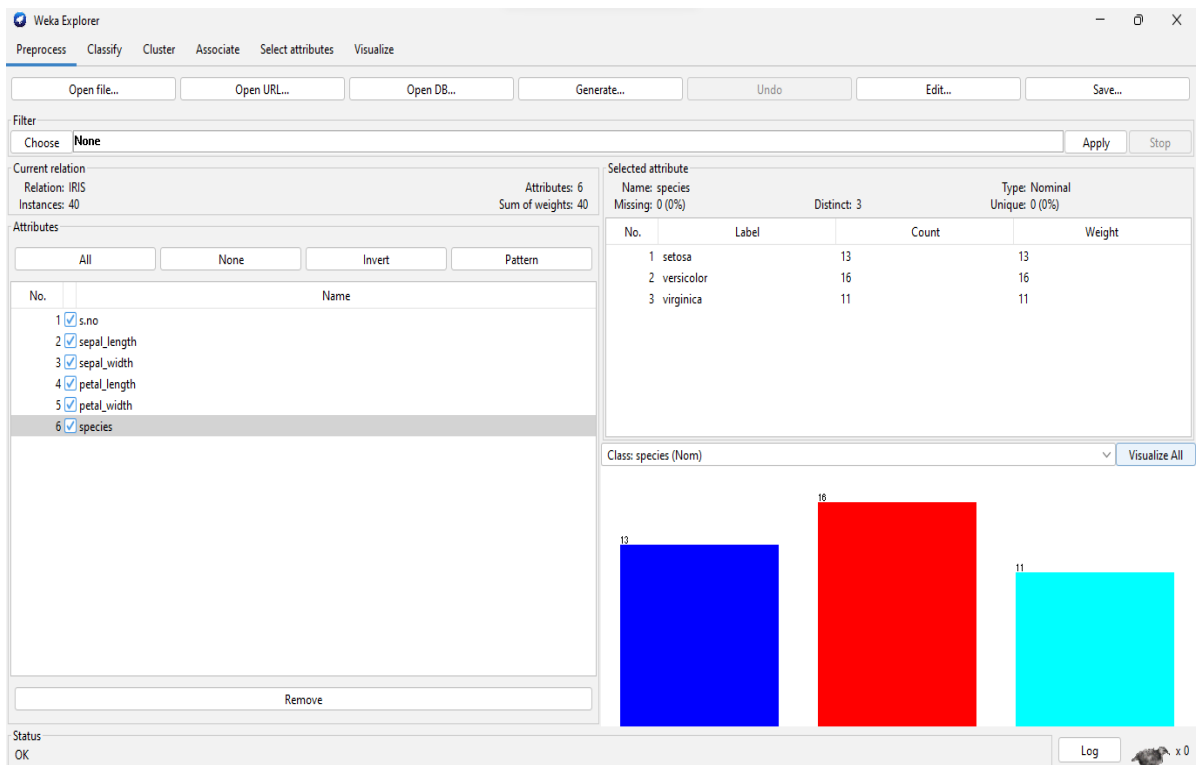 Weka Explorer
Preprocess Classify Cluster Associate Select attributes Visualize
Open file... Open URL... Open DB... Generate... Undo Edit... Save...
Filter
Choose None Apply Stop
Current relation
Relation: IRIS Attributes: 6
Instances: 40 Sum of weights: 40
Attributes
All None Invert Pattern
No. Name
1 s.no
2 sepal_length
3 sepal_width
4 petal_length
5 petal_width
6 species
Remove
Selected attribute
Name: species Type: Nominal
Missing: 0 (0%) Distinct: 3 Unique: 0 (0%)
No. Label Count Weight
1 setosa 13 13
2 versicolor 16 16
3 virginica 11 11
Class: species (Nom) Visualize All
13
16
11
Status
OK
Log x 0